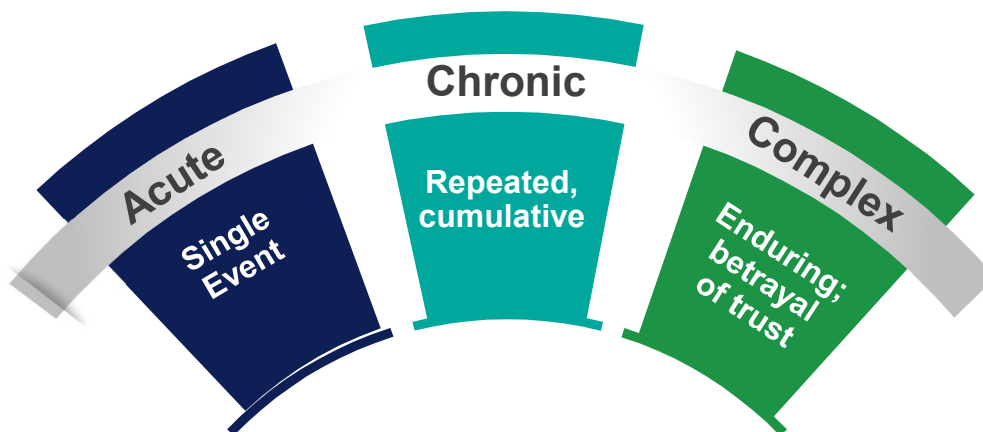 Acute
Single
Event
Chronic
Repeated,
cumulative
Complex
Enduring;
betrayal
of trust